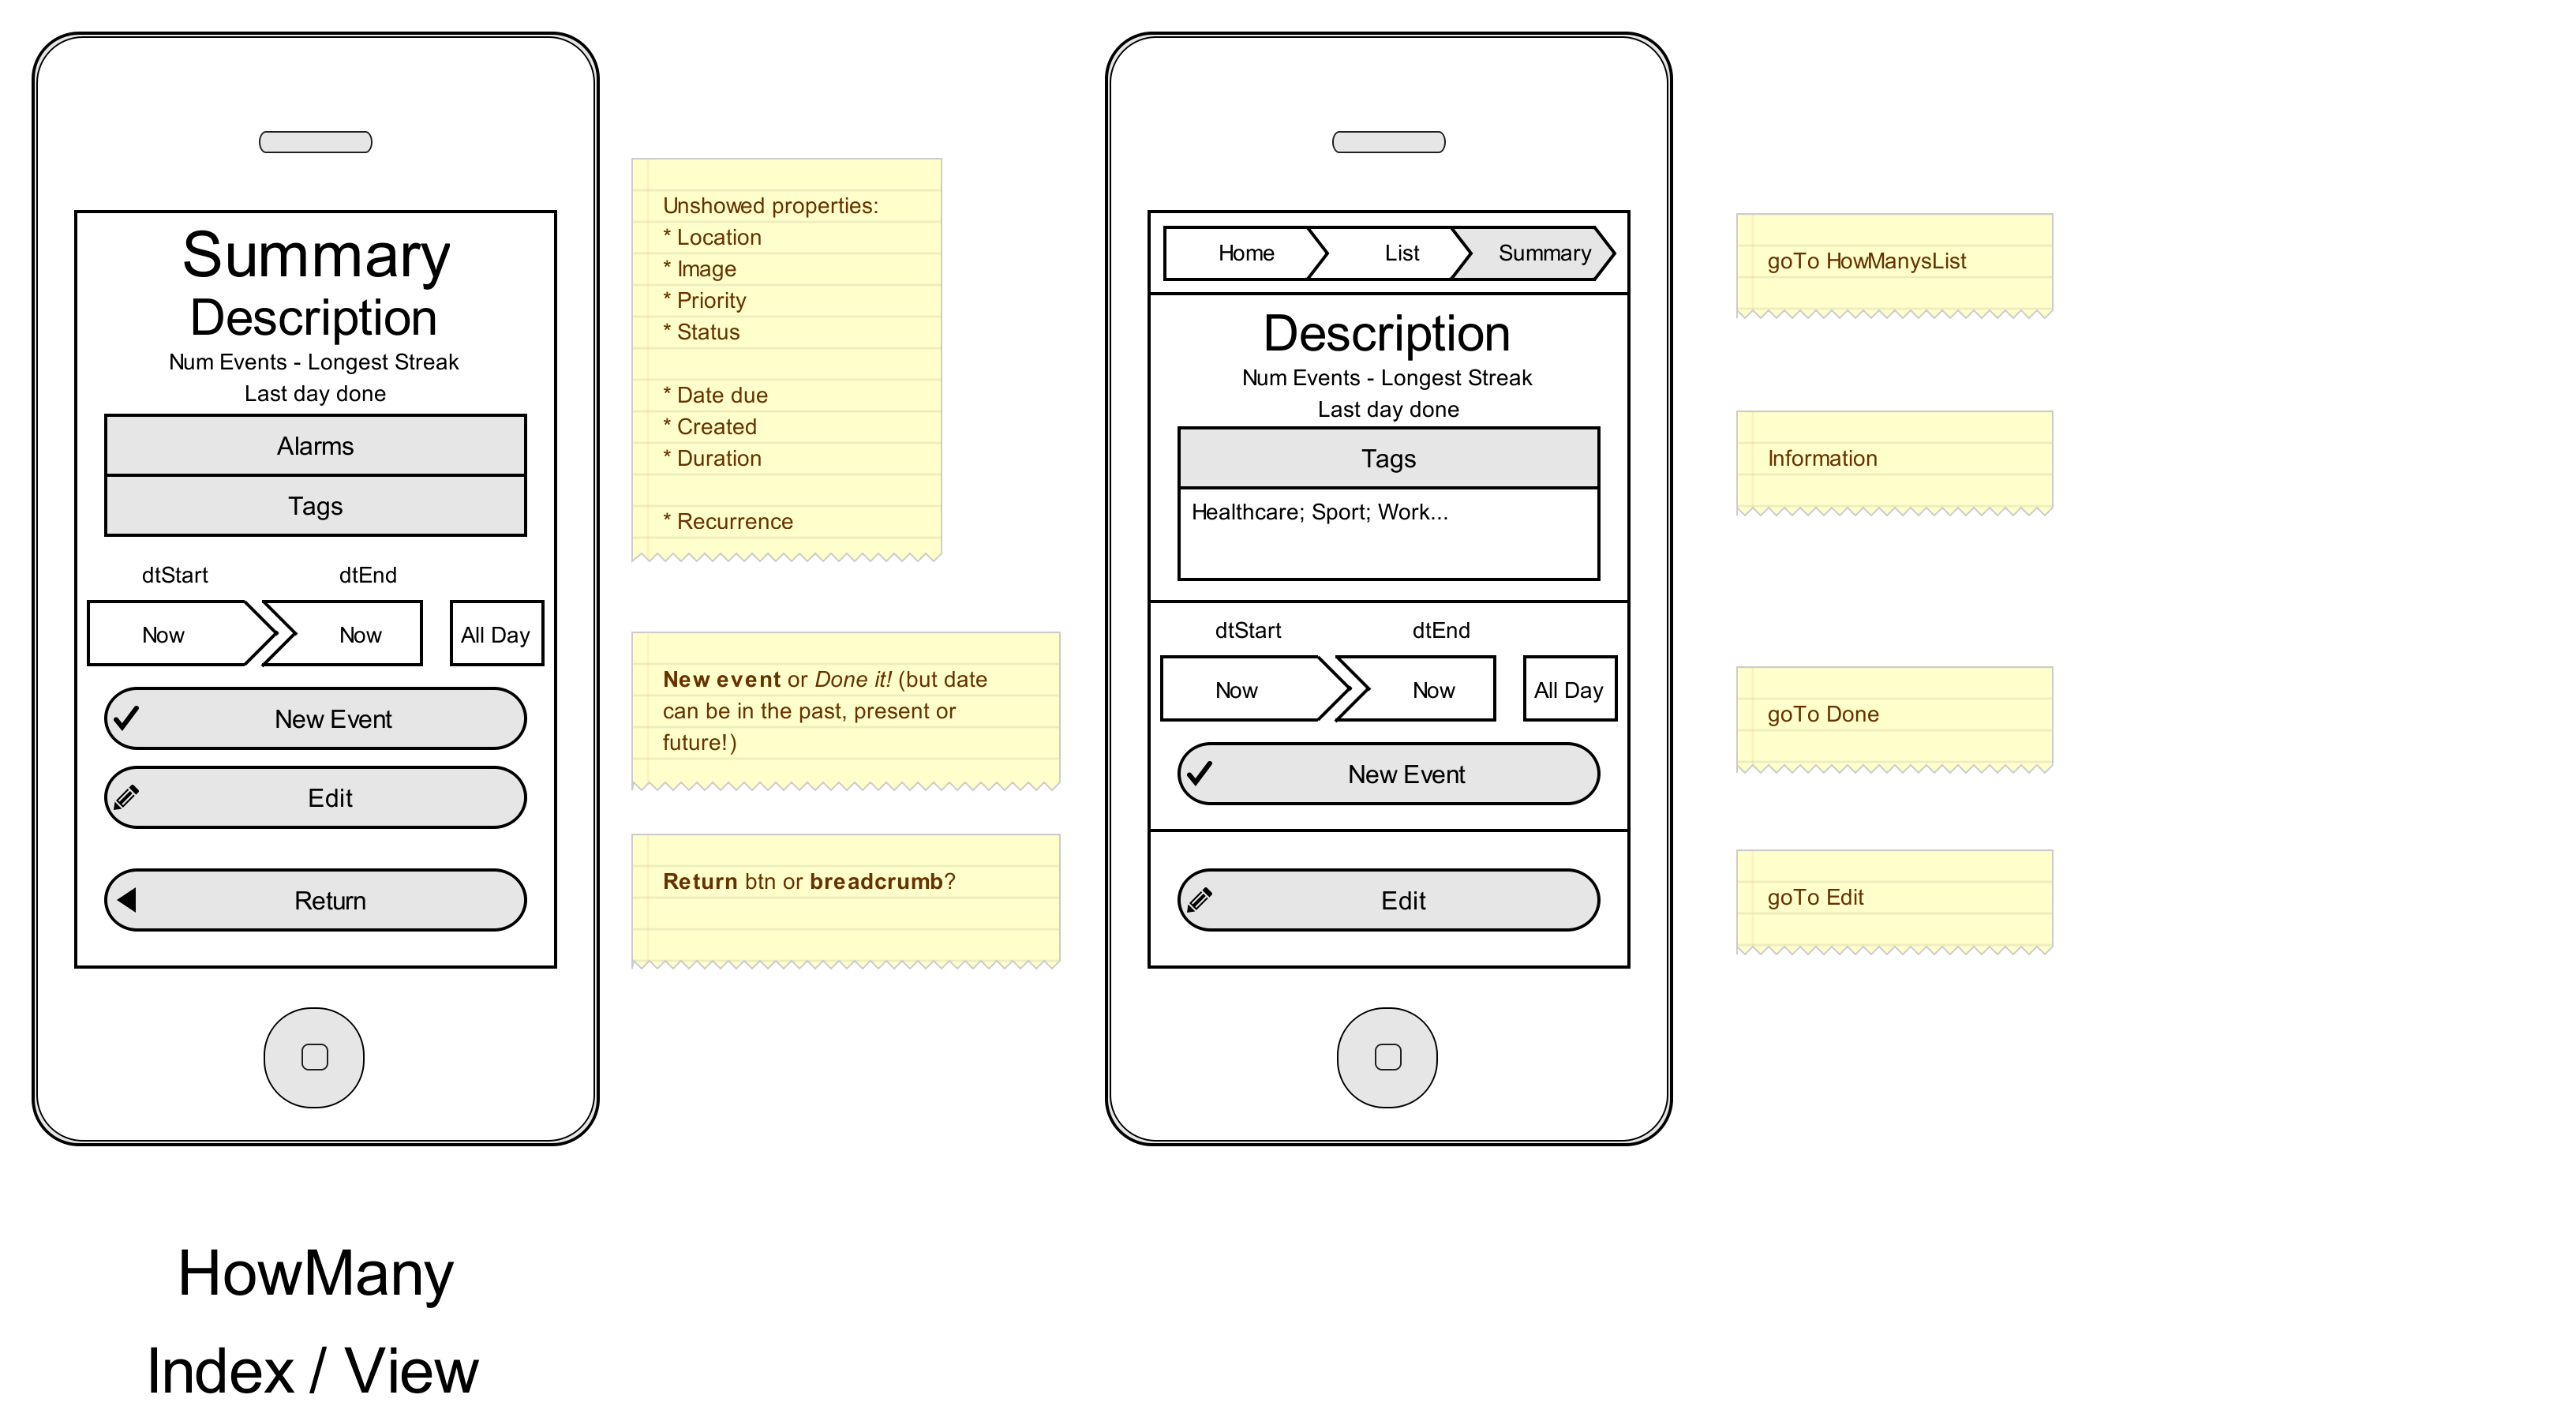 Summary
Description
Num Events - Longest Streak
Last day done
Alarms
Tags
dtStart dtEnd
Now Now All Day
New Event
Edit
Return
Unshowed properties:
* Location
* Image
* Priority
* Status
* Date due
* Created
* Duration
* Recurrence
New event or Done it! (but date
can be in the past, present or
future!)
Return btn or breadcrumb?
Home List Summary
Description
Num Events - Longest Streak
Last day done
Tags
Healthcare; Sport; Work...
dtStart dtEnd
Now Now All Day
New Event
Edit
goTo HowManysList
Information
goTo Done
goTo Edit
HowMany
Index / View